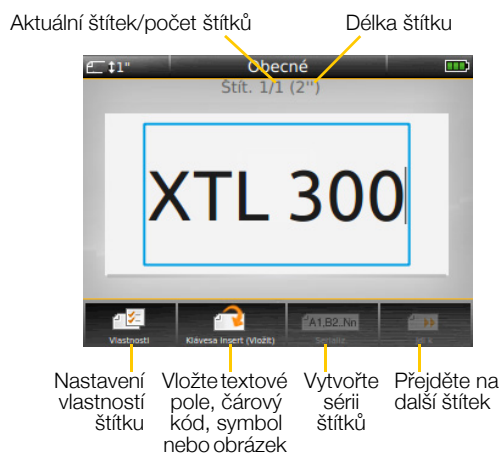 Aktuální štítek/počet štítků
Délka štítku
1"
Obecné
Štít. 1/1 (2")
XTL 300
Vlastnosti
Klávesa Insert (Vložit)
A1,B2..Nn
Serializ.
Nastavení
vlastností
štítku
Vložte textové
pole, čárový
kód, symbol
nebo obrázek
Vytvořte
sérii
štítků
Přejděte na
další štítek